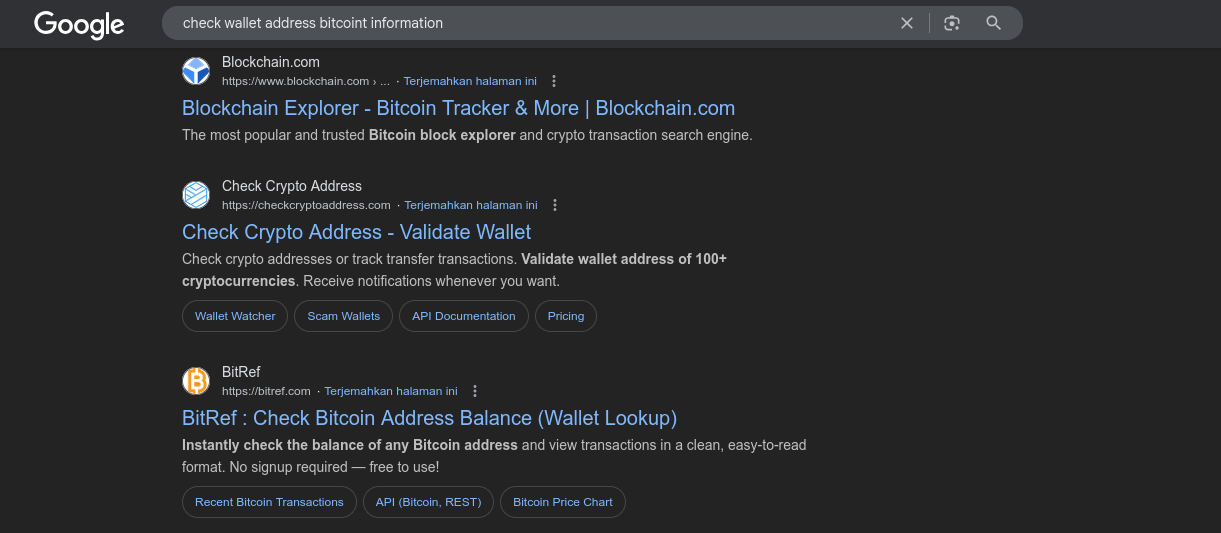 Google
check wallet address bitcoint information
Blockchain.com
https://www.blockchain.com › ... · Terjemahkan halaman ini
Blockchain Explorer - Bitcoin Tracker & More | Blockchain.com
The most popular and trusted Bitcoin block explorer and crypto transaction search engine.
Check Crypto Address
https://checkcryptoaddress.com · Terjemahkan halaman ini
Check Crypto Address - Validate Wallet
Check crypto addresses or track transfer transactions. Validate wallet address of 100+
cryptocurrencies. Receive notifications whenever you want.
Wallet Watcher Scam Wallets API Documentation Pricing
BitRef
https://bitref.com · Terjemahkan halaman ini
BitRef : Check Bitcoin Address Balance (Wallet Lookup)
Instantly check the balance of any Bitcoin address and view transactions in a clean, easy-to-read
format. No signup required — free to use!
Recent Bitcoin Transactions API (Bitcoin, REST) Bitcoin Price Chart